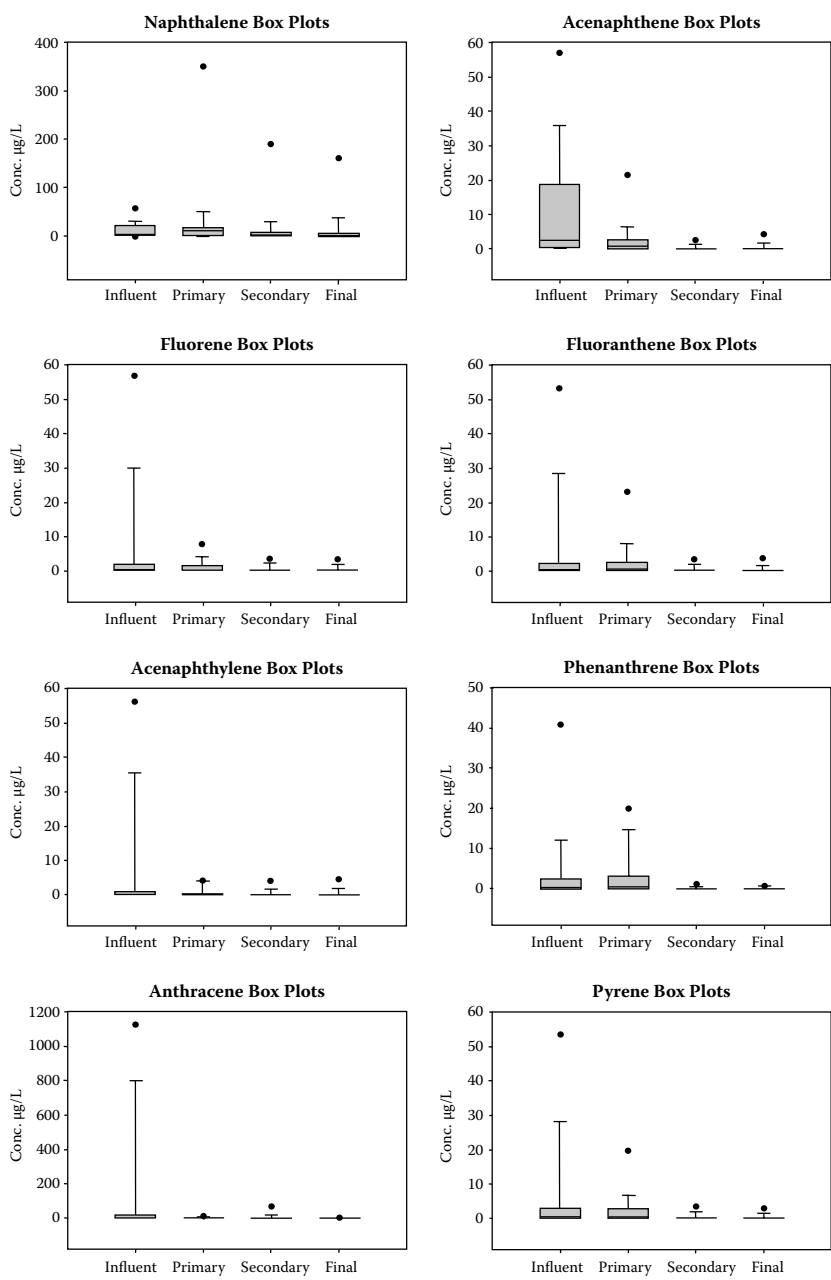 Naphthalene Box Plots
400
300
200
100
0
Conc. µg/L
Influent Primary Secondary Final
Acenaphthene Box Plots
60
50
40
30
20
10
0
Conc. µg/L
Influent Primary Secondary Final
Fluorene Box Plots
60
50
40
30
20
10
0
Conc. µg/L
Influent Primary Secondary Final
Fluoranthene Box Plots
60
50
40
30
20
10
0
Conc. µg/L
Influent Primary Secondary Final
Acenaphthylene Box Plots
60
50
40
30
20
10
0
Conc. µg/L
Influent Primary Secondary Final
Phenanthrene Box Plots
50
40
30
20
10
0
Conc. µg/L
Influent Primary Secondary Final
Anthracene Box Plots
1200
1000
800
600
400
200
0
Conc. µg/L
Influent Primary Secondary Final
Pyrene Box Plots
60
50
40
30
20
10
0
Conc. µg/L
Influent Primary Secondary Final